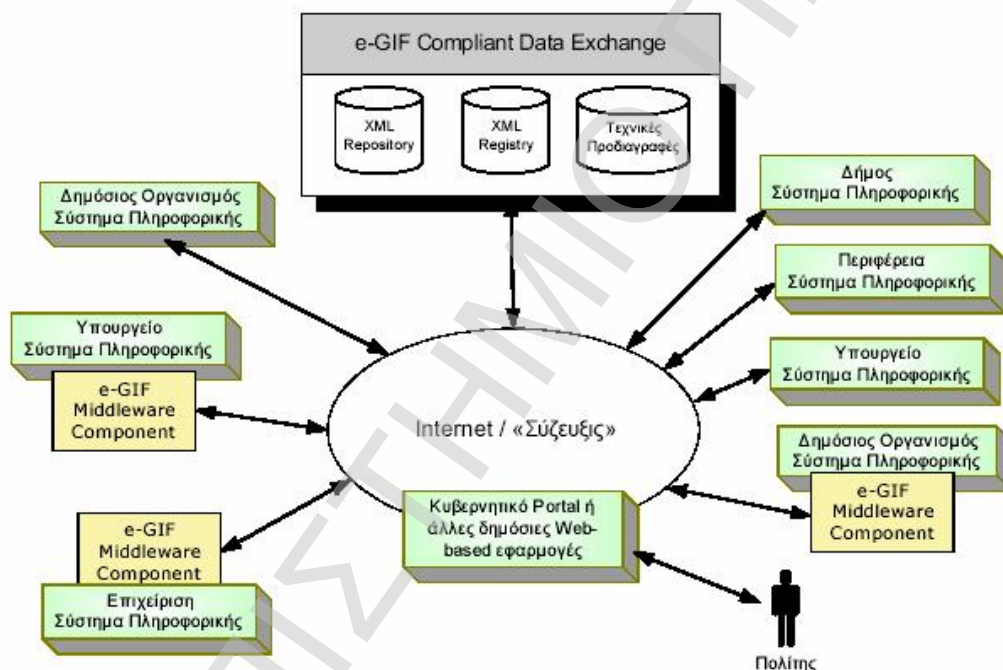 e-GIF Compliant Data Exchange
XML
Repository
XML
Registry
Τεχνικές
Προδιαγραφές
Δημόσιος Οργανισμός
Σύστημα Πληροφορικής
Δήμος
Σύστημα Πληροφορικής
Περιφέρεια
Σύστημα Πληροφορικής
Υπουργείο
Σύστημα Πληροφορικής
e-GIF
Middleware
Component
Υπουργείο
Σύστημα Πληροφορικής
Internet / «Σύζευξις»
Δημόσιος Οργανισμός
Σύστημα Πληροφορικής
e-GIF
Middleware
Component
Κυβερνητικό Portal ή
άλλες δημόσιες Web-
based εφαρμογές
e-GIF
Middleware
Component
Επιχείριση
Σύστημα Πληροφορικής
Πολίτης